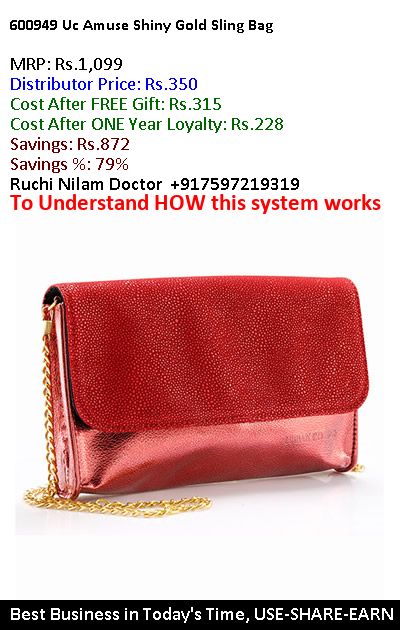 600949 Uc Amuse Shiny Gold Sling Bag
MRP: Rs.1,099
Distributor Price: Rs.350
Cost After FREE Gift: Rs.315
Cost After ONE Year Loyalty: Rs.228
Savings: Rs.872
Savings %: 79%
Ruchi Nilam Doctor +917597219319
To Understand HOW this system works
Best Business in Today's Time, USE-SHARE-EARN